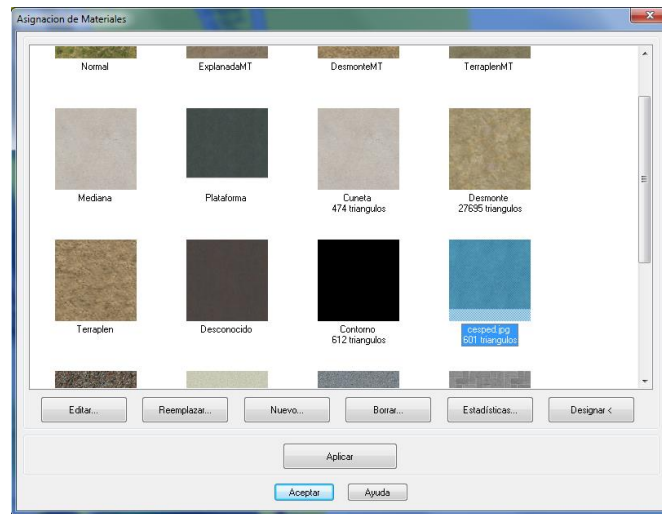 Asignacion de Materiales
Normal
ExplanadaMT
DesmonteMT
TerraplenMT
Mediana
Plataforma
Cuneta
474 triangulos
Desmonte
27695 triangulos
Terraplen
Desconocido
Contorno
612 triangulos
cesped.jpg
601 triangulos
Editar...
Reemplazar...
Nuevo...
Borrar...
Estadísticas...
Designar <
Aplicar
Aceptar
Ayuda